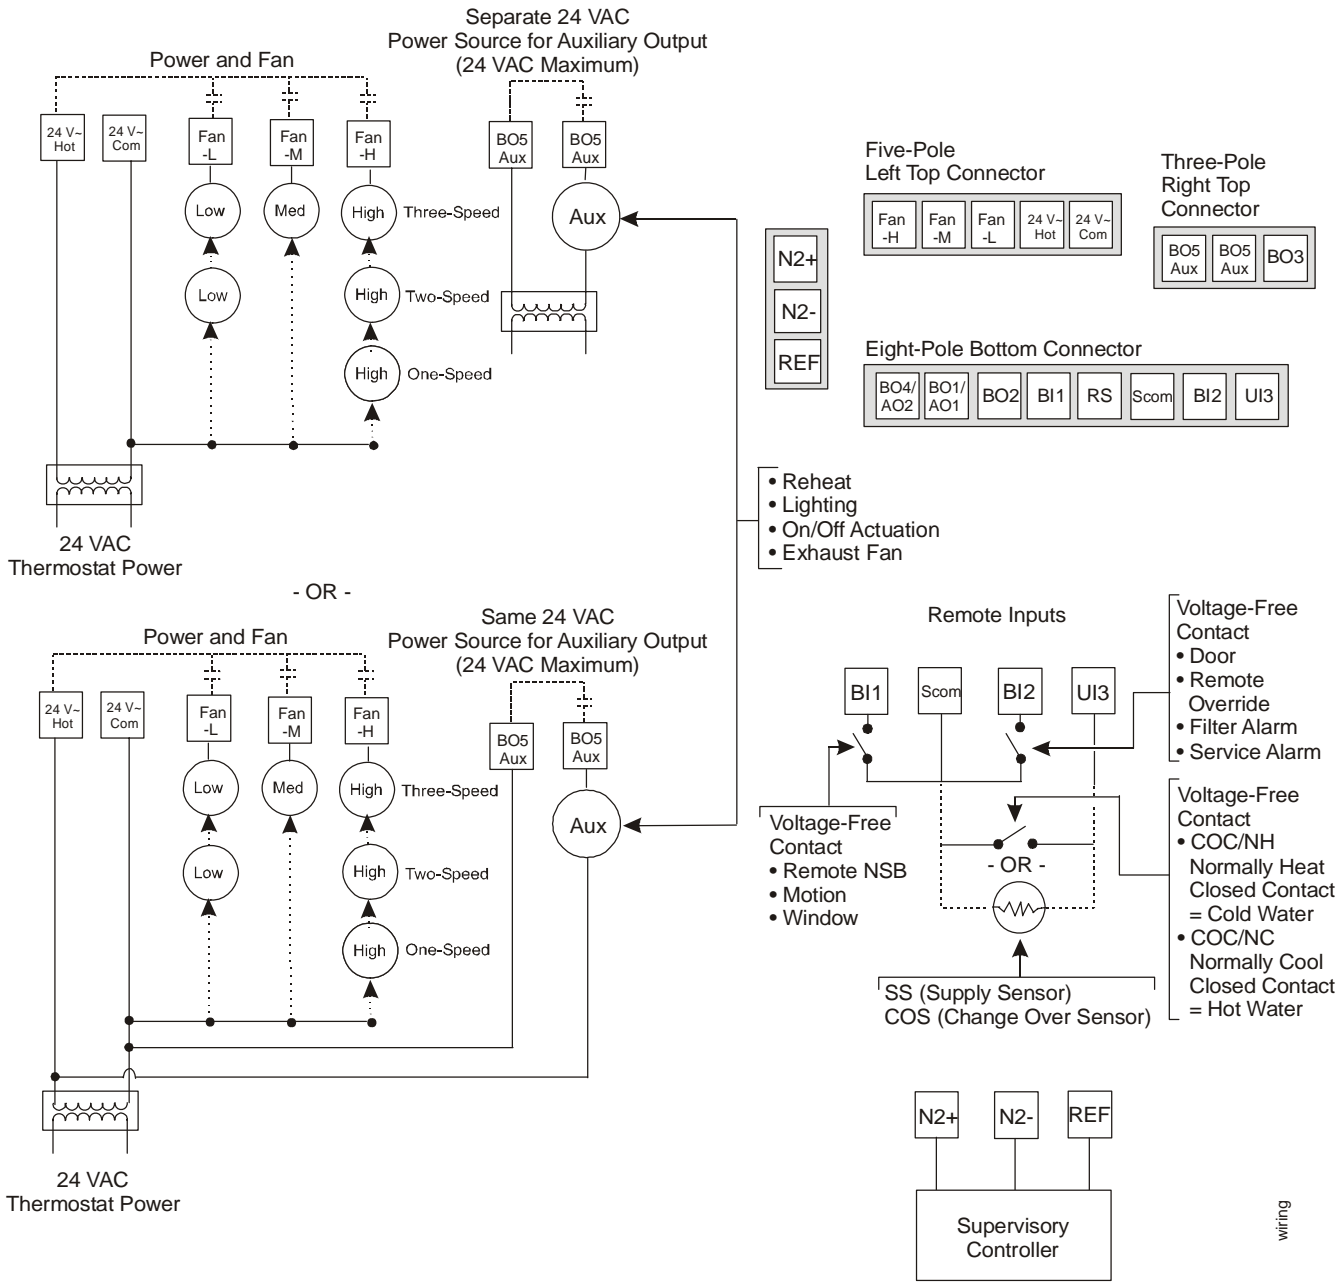 Separate 24 VAC
Power Source for Auxiliary Output
(24 VAC Maximum)
Power and Fan
24 V~
Hot
24 V~
Com
Fan
-L
Fan
-M
Fan
-H
BO5
Aux
BO5
Aux
Low
Med
High
Three-Speed
Aux
Low
High
Two-Speed
High
One-Speed
24 VAC
Thermostat Power
Five-Pole
Left Top Connector
Fan
-H
Fan
-M
Fan
-L
24 V~
Hot
24 V~
Com
Three-Pole
Right Top
Connector
BO5
Aux
BO5
Aux
BO3
N2+
N2-
REF
Eight-Pole Bottom Connector
BO4/
AO2
BO1/
AO1
BO2
BI1
RS
Scom
BI2
UI3
• Reheat
• Lighting
• On/Off Actuation
• Exhaust Fan
- OR -
Same 24 VAC
Power Source for Auxiliary Output
(24 VAC Maximum)
Power and Fan
24 V~
Hot
24 V~
Com
Fan
-L
Fan
-M
Fan
-H
BO5
Aux
BO5
Aux
Low
Med
High
Three-Speed
Aux
Low
High
Two-Speed
High
One-Speed
24 VAC
Thermostat Power
Remote Inputs
BI1
Scom
BI2
UI3
Voltage-Free
Contact
• Door
• Remote
Override
• Filter Alarm
• Service Alarm
Voltage-Free
Contact
• Remote NSB
• Motion
• Window
- OR -
Voltage-Free
Contact
• COC/NH
Normally Heat
Closed Contact
= Cold Water
• COC/NC
Normally Cool
Closed Contact
= Hot Water
SS (Supply Sensor)
COS (Change Over Sensor)
N2+
N2-
REF
Supervisory
Controller
wiring